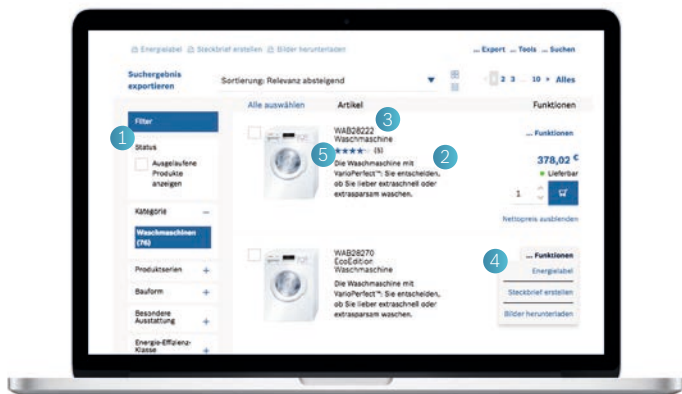 Energielabel Steckbrief erstellen Bilder herunterladen
... Export ... Tools ... Suchen
Suchergebnis
exportieren
Sortierung: Relevanz absteigend
2 3 ... 10 Alles
Alle auswählen Artikel Funktionen
Filter
1
Status
Ausgelaufene
Produkte
anzeigen
Kategorie –
Waschmaschinen
(76)
Produktserien +
Bauform +
Besondere
Ausstattung +
Energie-Effizienz-
Klasse +
3
WAB28222
Waschmaschine
5
(5)
2
Die Waschmaschine mit
VarioPerfect™: Sie entscheiden,
ob Sie lieber extraschnell oder
extrasparsam waschen.
... Funktionen
378,02 €
Lieferbar
1
Nettopreis ausblenden
WAB28270
EcoEdition
Waschmaschine
Die Waschmaschine mit
VarioPerfect™: Sie entscheiden,
ob Sie lieber extraschnell oder
extrasparsam waschen.
4
... Funktionen
Energielabel
Steckbrief erstellen
Bilder herunterladen